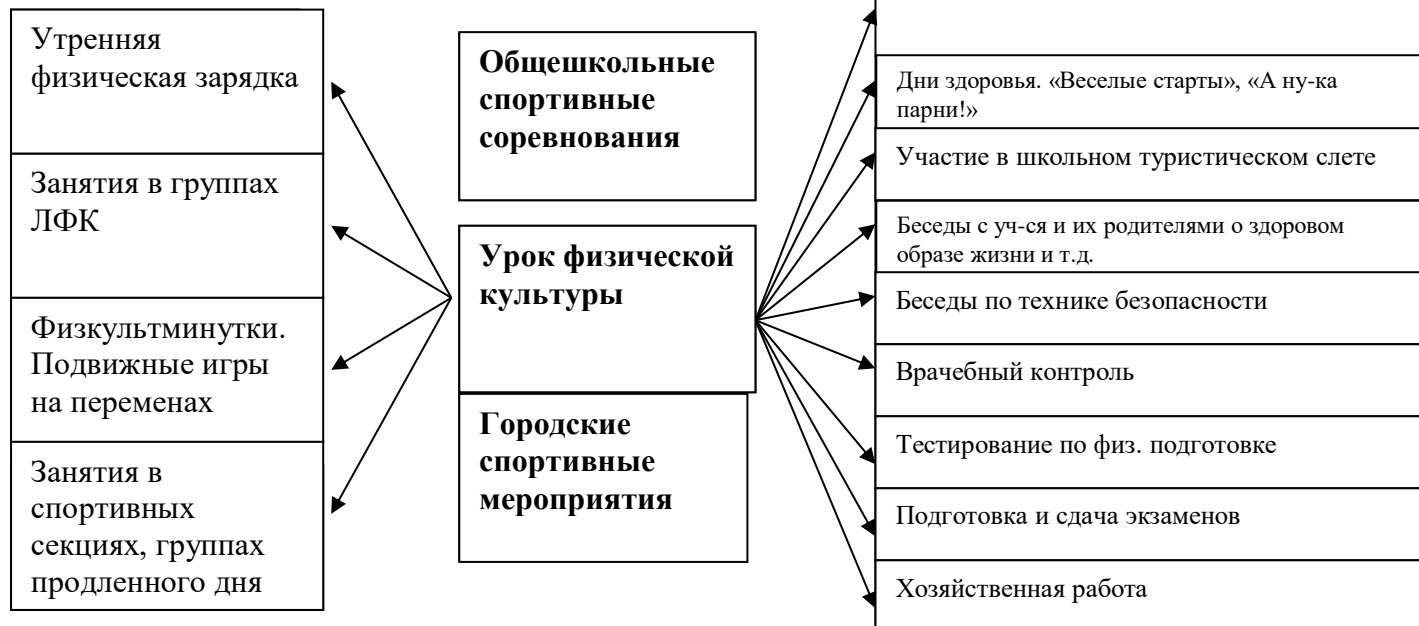 Утренняя
физическая зарядка
Занятия в группах
ЛФК
Физкультминутки.
Подвижные игры
на переменах
Занятия в
спортивных
секциях, группах
продленного дня
Общешкольные
спортивные
соревнования
Урок физической
культуры
Городские
спортивные
мероприятия
Дни здоровья. «Веселые старты», «А ну-ка
парни!»
Участие в школьном туристическом слете
Беседы с уч-ся и их родителями о здоровом
образе жизни и т.д.
Беседы по технике безопасности
Врачебный контроль
Тестирование по физ. подготовке
Подготовка и сдача экзаменов
Хозяйственная работа